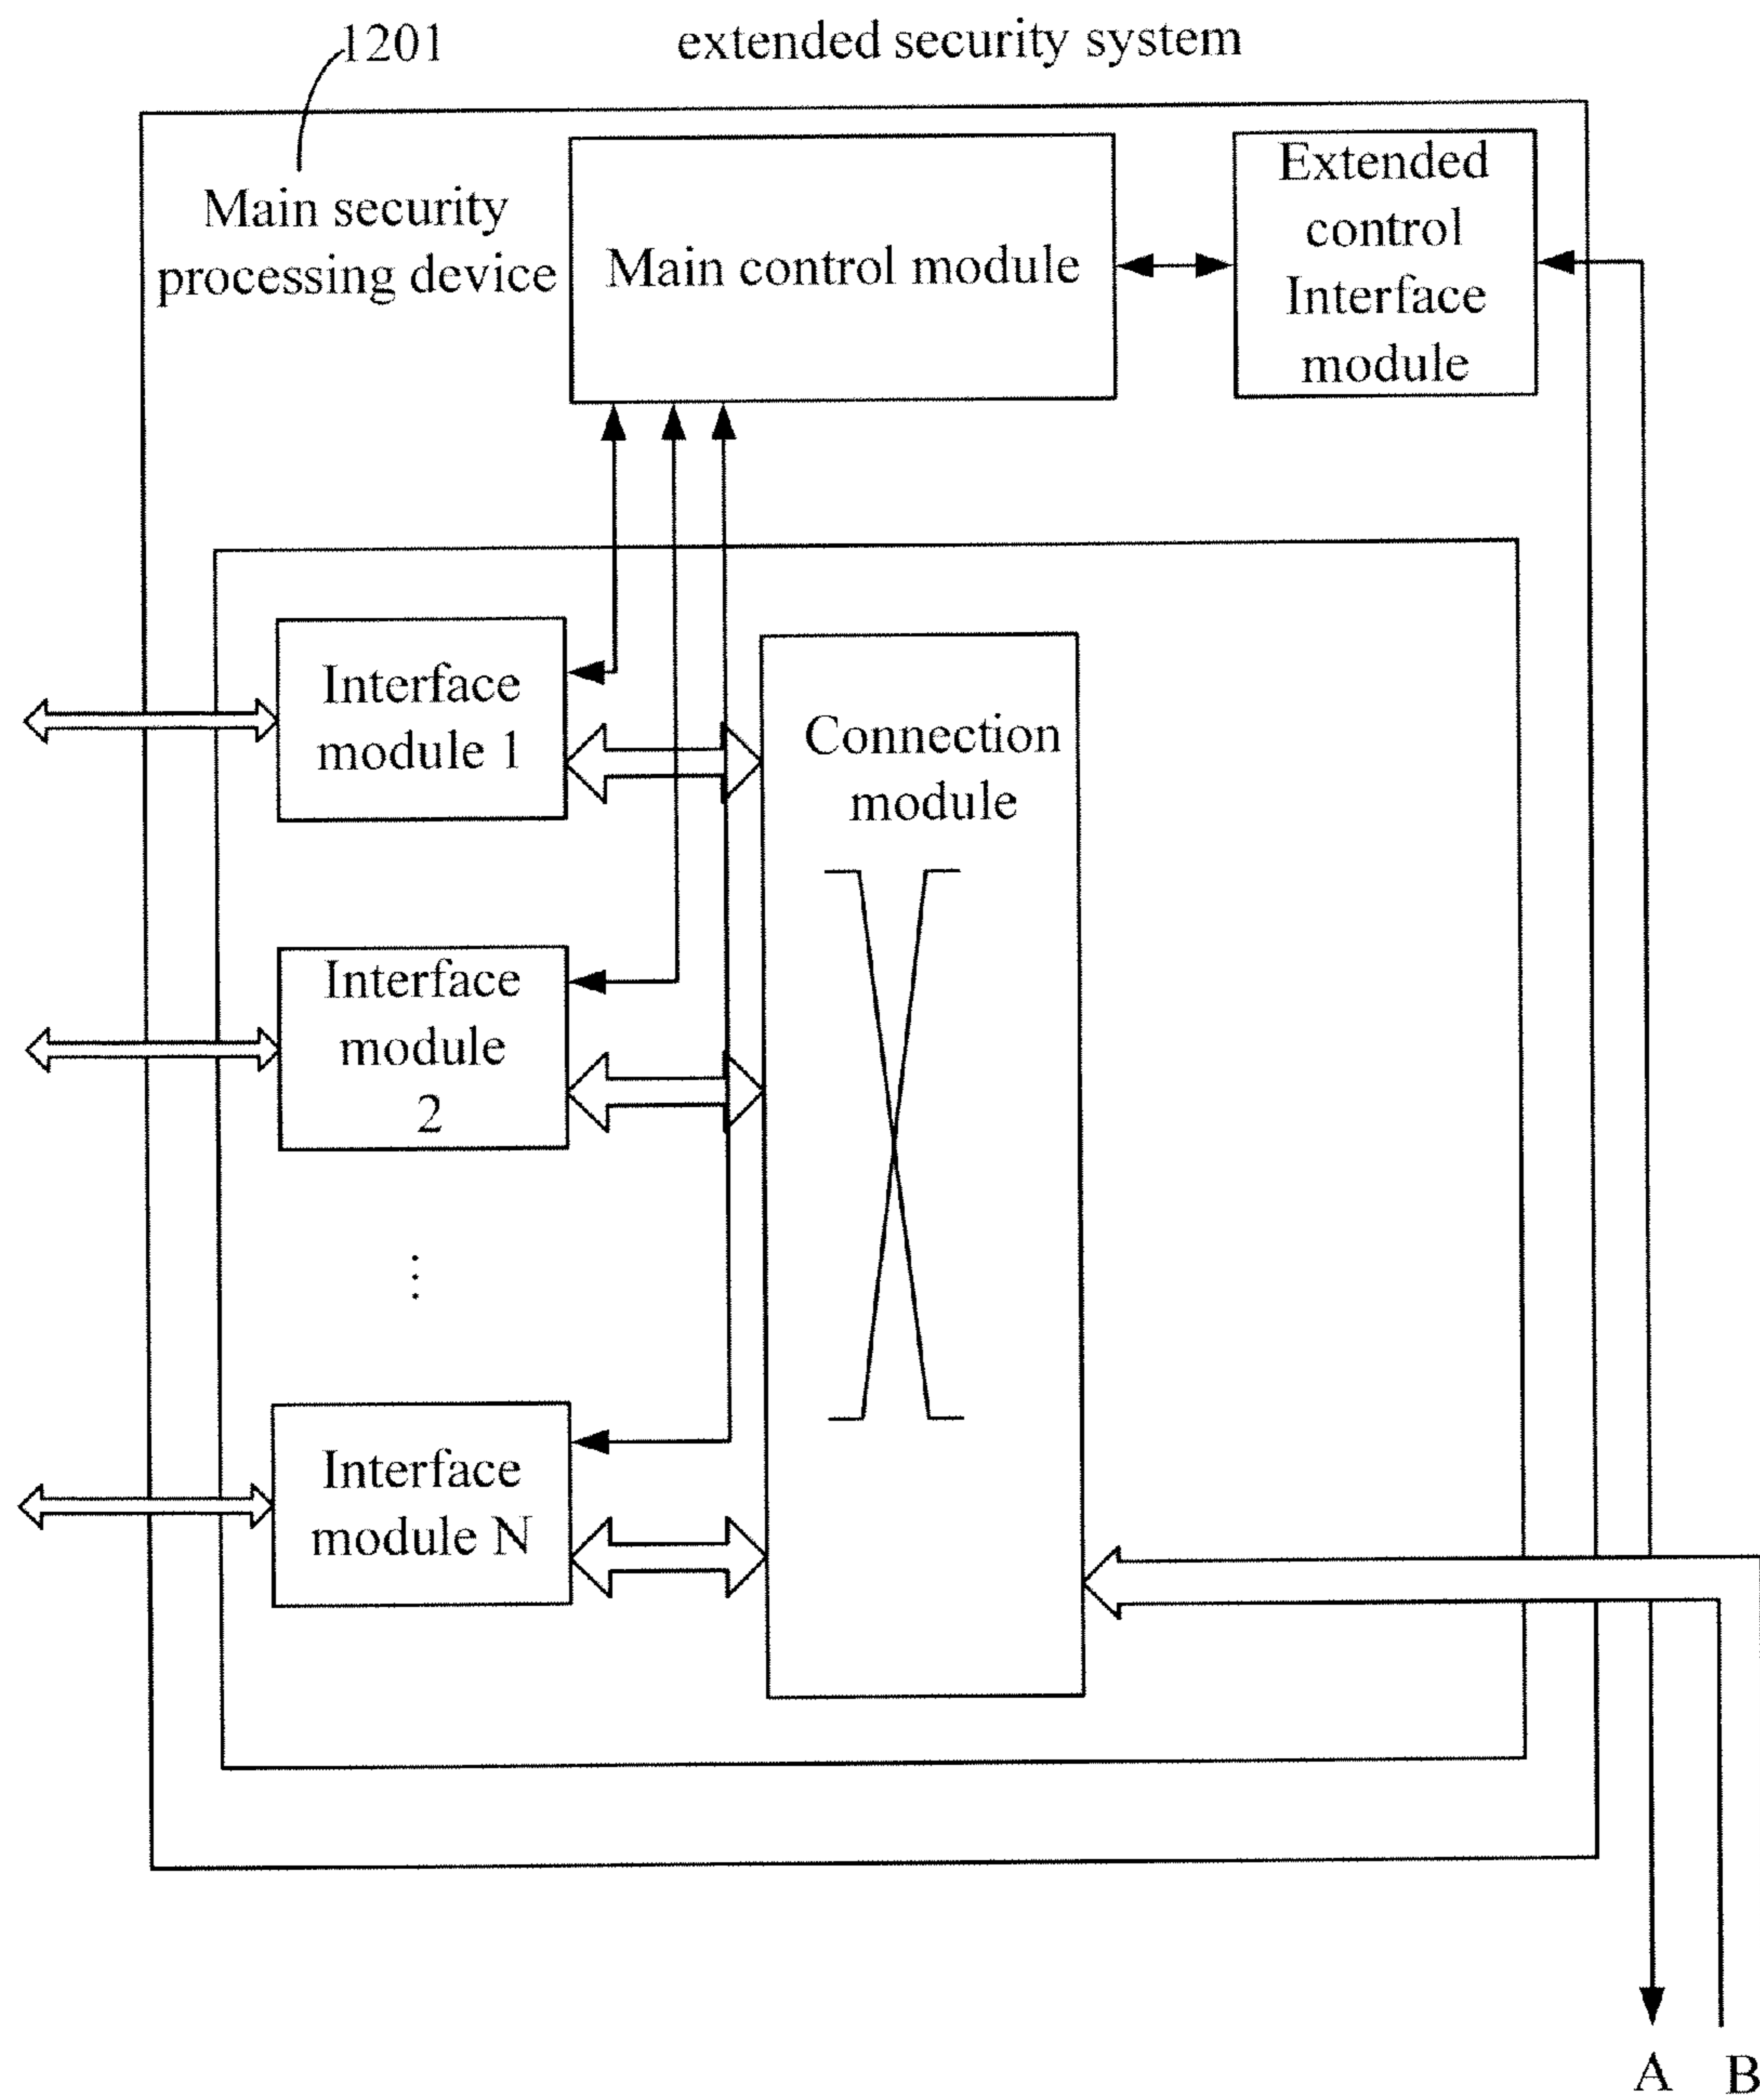 1201
extended security system
Main security
processing device
Main control module
Extended
control
Interface
module
Interface
module 1
Connection
module
Interface
module
2
⋮
Interface
module N
A
B